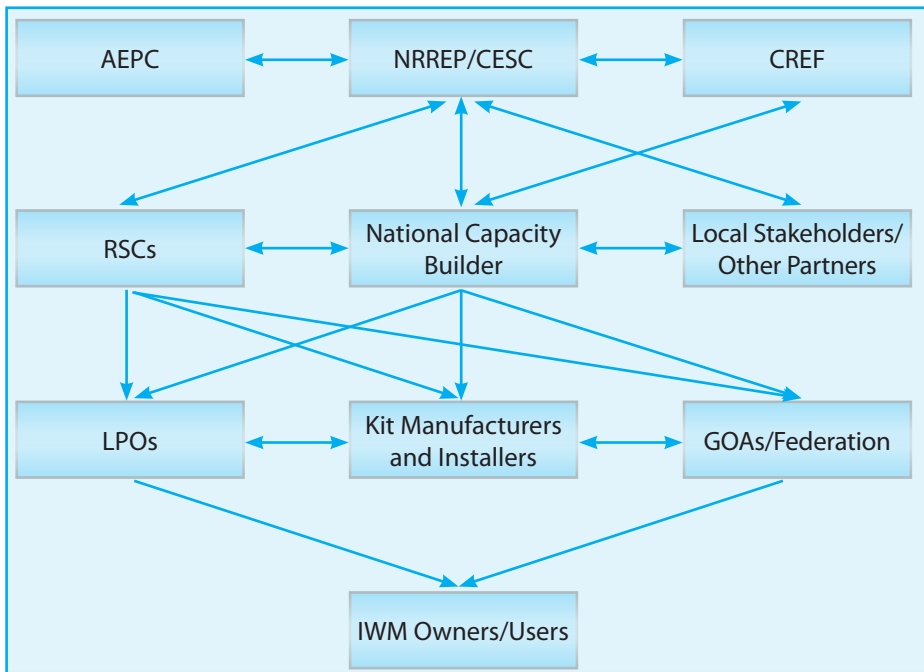 AEPC
NRREP/CESC
CREF
RSCs
National Capacity
Builder
Local Stakeholders/
Other Partners
LPOs
Kit Manufacturers
and Installers
GOAs/Federation
IWM Owners/Users